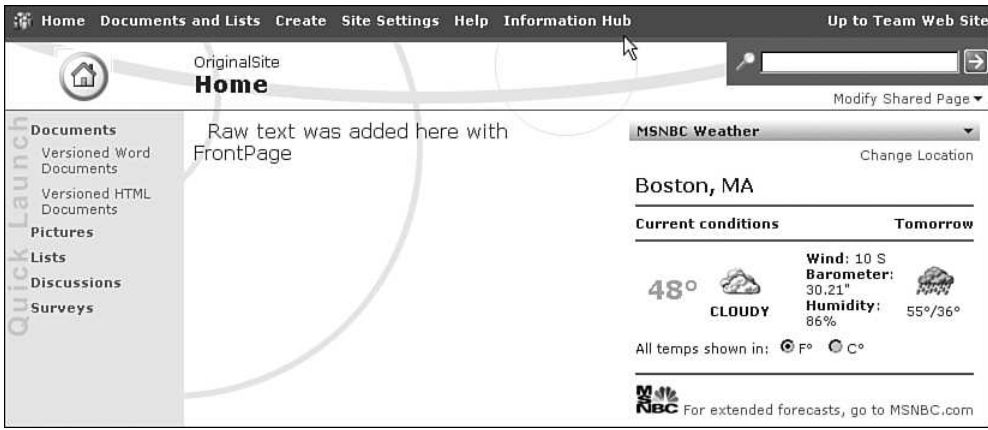 Home Documents and Lists Create Site Settings Help Information Hub
Up to Team Web Site
OriginalSite
Home
Modify Shared Page
Quick Launch
Documents
Versioned Word
Documents
Versioned HTML
Documents
Pictures
Lists
Discussions
Surveys
Raw text was added here with
FrontPage
MSNBC Weather
Change Location
Boston, MA
Current conditions
Tomorrow
48°
CLOUDY
Wind: 10 S
Barometer:
30.21"
Humidity:
86%
55°/36°
All temps shown in: F° C°
MSNBC
For extended forecasts, go to MSNBC.com